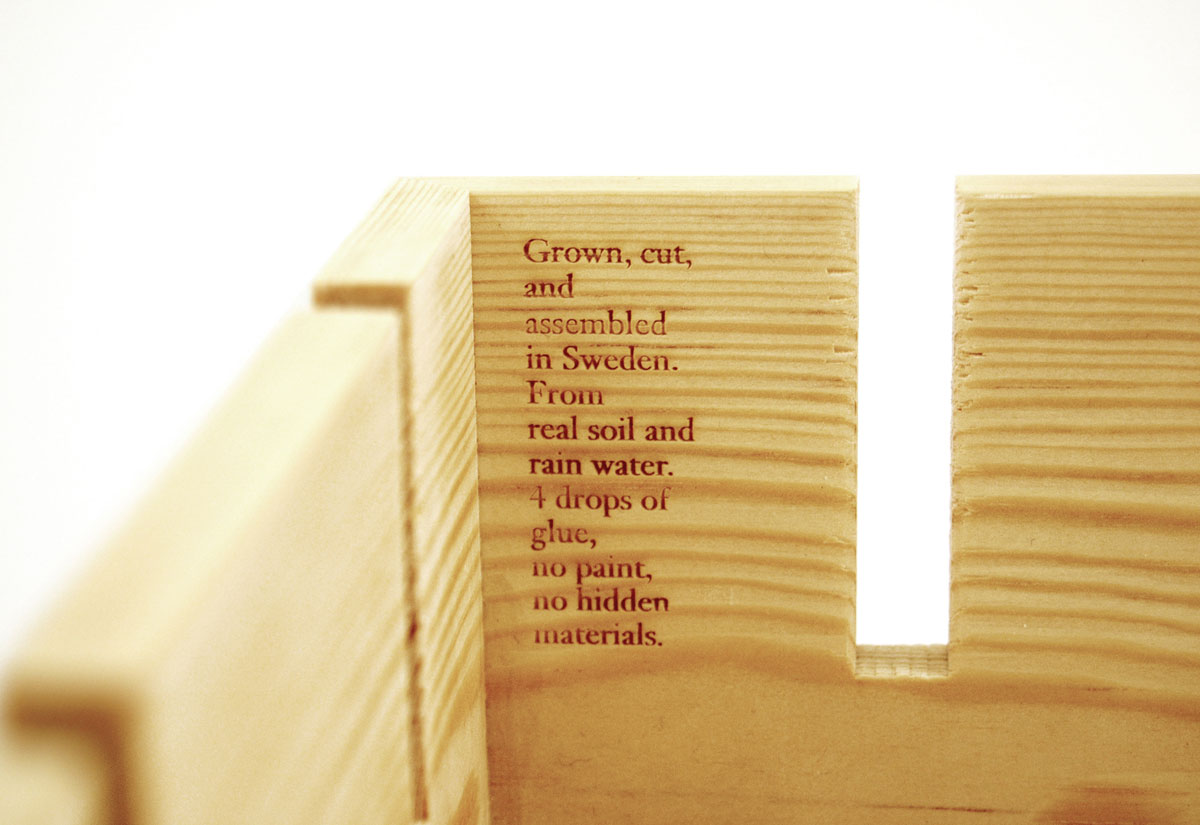 Grown, cut,
and
assembled
in Sweden.
From
real soil and
rain water.
4 drops of
glue,
no paint,
no hidden
materials.